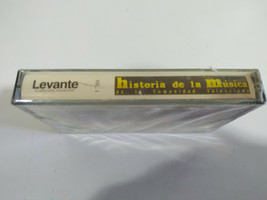 Levante
historia de la música
de la Comunidad Valenciana